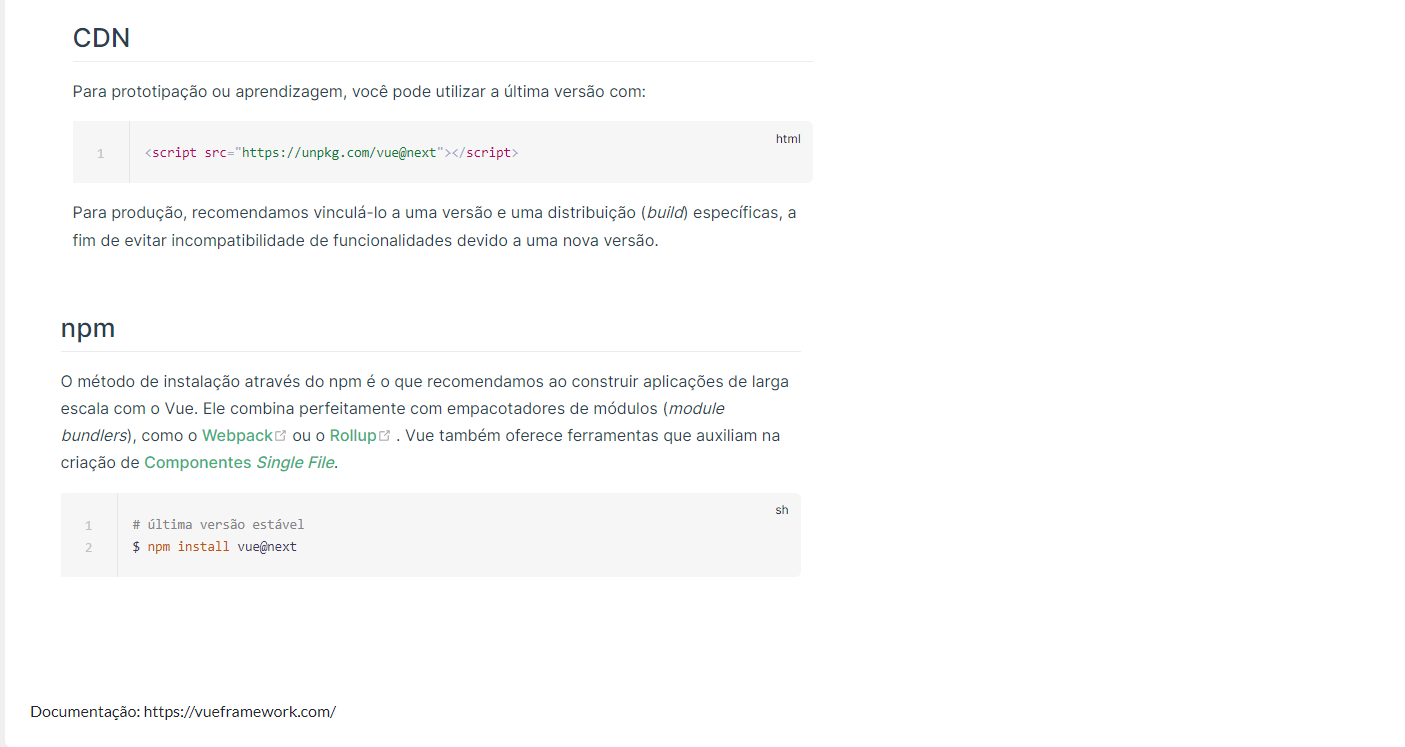 CDN
Para prototipação ou aprendizagem, você pode utilizar a última versão com:
html
1 <script src="https://unpkg.com/vue@next"></script>
Para produção, recomendamos vinculá-lo a uma versão e uma distribuição (build) específicas, a
fim de evitar incompatibilidade de funcionalidades devido a uma nova versão.
npm
O método de instalação através do npm é o que recomendamos ao construir aplicações de larga
escala com o Vue. Ele combina perfeitamente com empacotadores de módulos (module
bundlers), como o Webpack ou o Rollup . Vue também oferece ferramentas que auxiliam na
criação de Componentes Single File.
sh
1 # última versão estável
2 $ npm install vue@next
Documentação: https://vueframework.com/